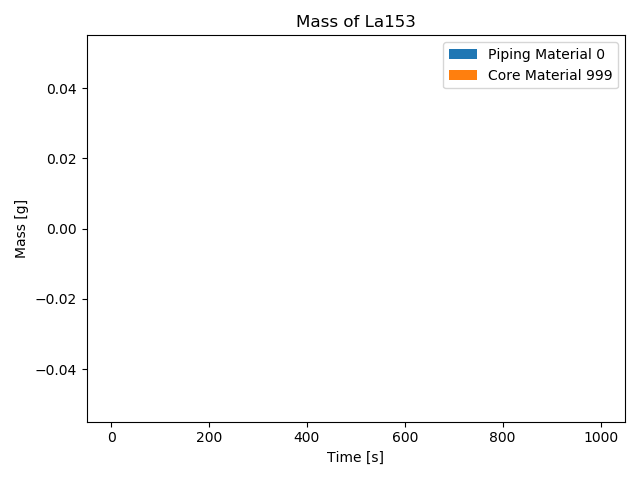 Mass of La153
Piping Material 0
Core Material 999
Mass [g]
0.04
0.02
0.00
−0.02
−0.04
0
200
400
600
800
1000
Time [s]